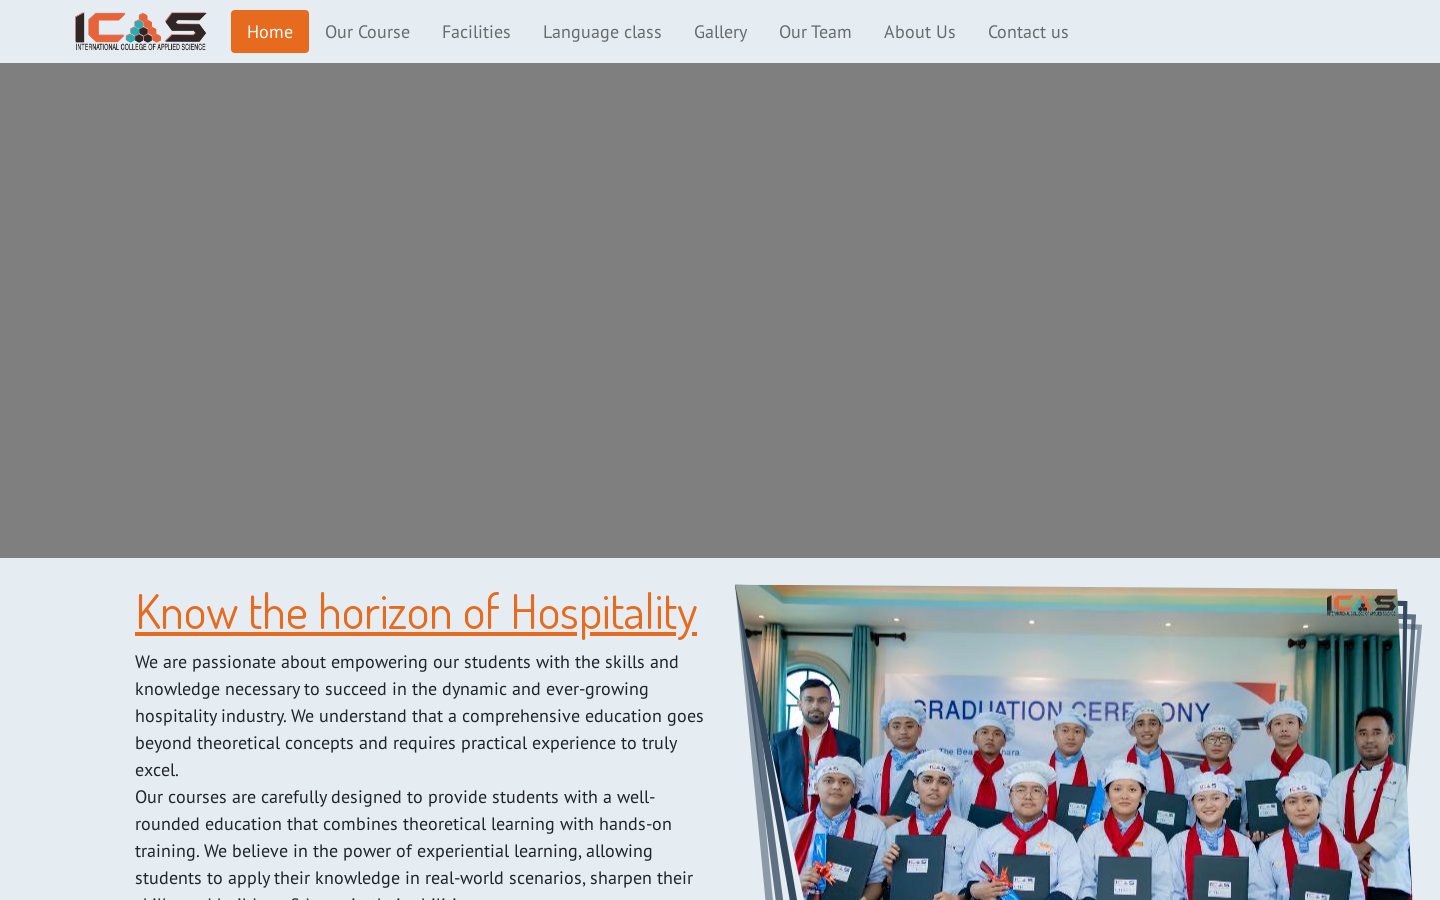 ICAS
INTERNATIONAL COLLEGE OF APPLIED SCIENCE
Home
Our Course
Facilities
Language class
Gallery
Our Team
About Us
Contact us
Know the horizon of Hospitality
We are passionate about empowering our students with the skills and
knowledge necessary to succeed in the dynamic and ever-growing
hospitality industry. We understand that a comprehensive education goes
beyond theoretical concepts and requires practical experience to truly
excel.
Our courses are carefully designed to provide students with a well-
rounded education that combines theoretical learning with hands-on
training. We believe in the power of experiential learning, allowing
students to apply their knowledge in real-world scenarios, sharpen their
ICAS
GRADUATION
The